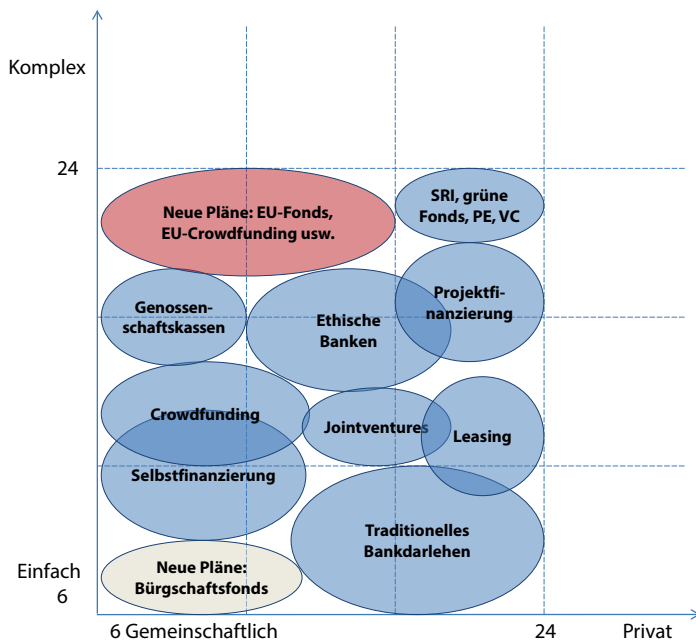 Komplex
24
Neue Pläne: EU-Fonds,
EU-Crowdfunding usw.
SRI, grüne
Fonds, PE, VC
Genossen-
schaftskassen
Ethische
Banken
Projektfi-
nanzierung
Crowdfunding
Jointventures
Leasing
Selbstfinanzierung
Traditionelles
Bankdarlehen
Neue Pläne:
Bürgschaftsfonds
Einfach
6
6 Gemeinschaftlich
24
Privat